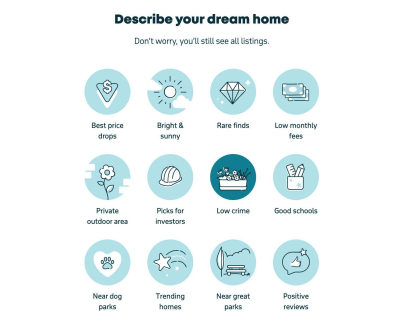 Describe your dream home
Don't worry, you'll still see all listings.
$
Best price
drops
Bright &
sunny
Rare finds
Low monthly
fees
Private
outdoor area
Picks for
investors
Low crime
Good schools
Near dog
parks
Trending
homes
Near great
parks
Positive
reviews